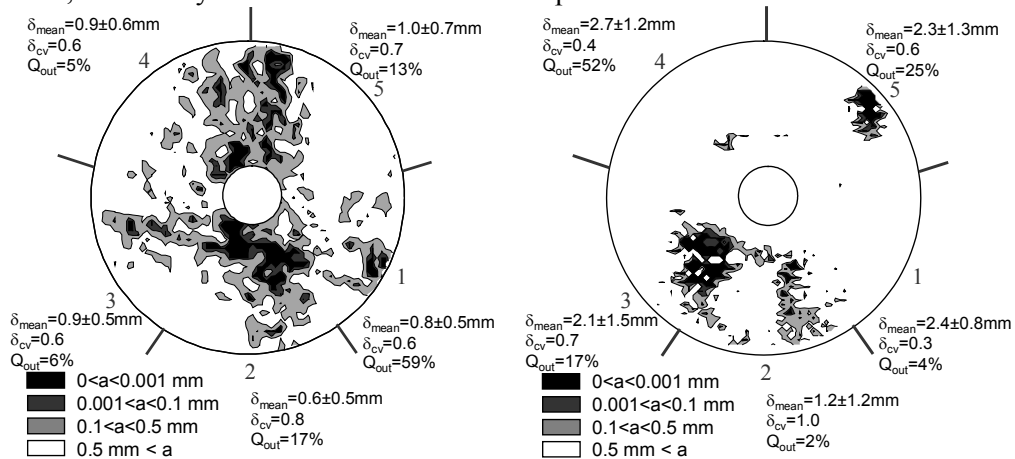 δmean=0.9±0.6mm
δcv=0.6
Qout=5%
4
δmean=1.0±0.7mm
δcv=0.7
Qout=13%
5
3
δmean=0.9±0.5mm
δcv=0.6
Qout=6%
1
δmean=0.8±0.5mm
δcv=0.6
Qout=59%
2
δmean=0.6±0.5mm
δcv=0.8
Qout=17%
0<a<0.001 mm
0.001<a<0.1 mm
0.1<a<0.5 mm
0.5 mm < a
δmean=2.7±1.2mm
δcv=0.4
Qout=52%
4
δmean=2.3±1.3mm
δcv=0.6
Qout=25%
5
3
δmean=2.1±1.5mm
δcv=0.7
Qout=17%
1
δmean=2.4±0.8mm
δcv=0.3
Qout=4%
2
δmean=1.2±1.2mm
δcv=1.0
Qout=2%
0<a<0.001 mm
0.001<a<0.1 mm
0.1<a<0.5 mm
0.5 mm < a